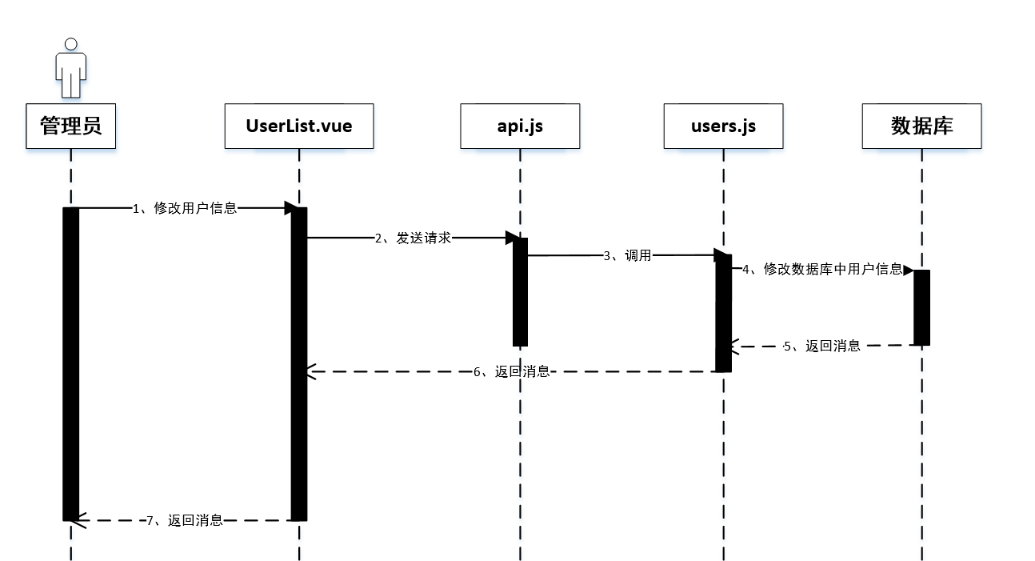 管理员
UserList.vue
api.js
users.js
数据库
1、修改用户信息
2、发送请求
3、调用
4、修改数据库中用户信息
5、返回消息
6、返回消息
7、返回消息